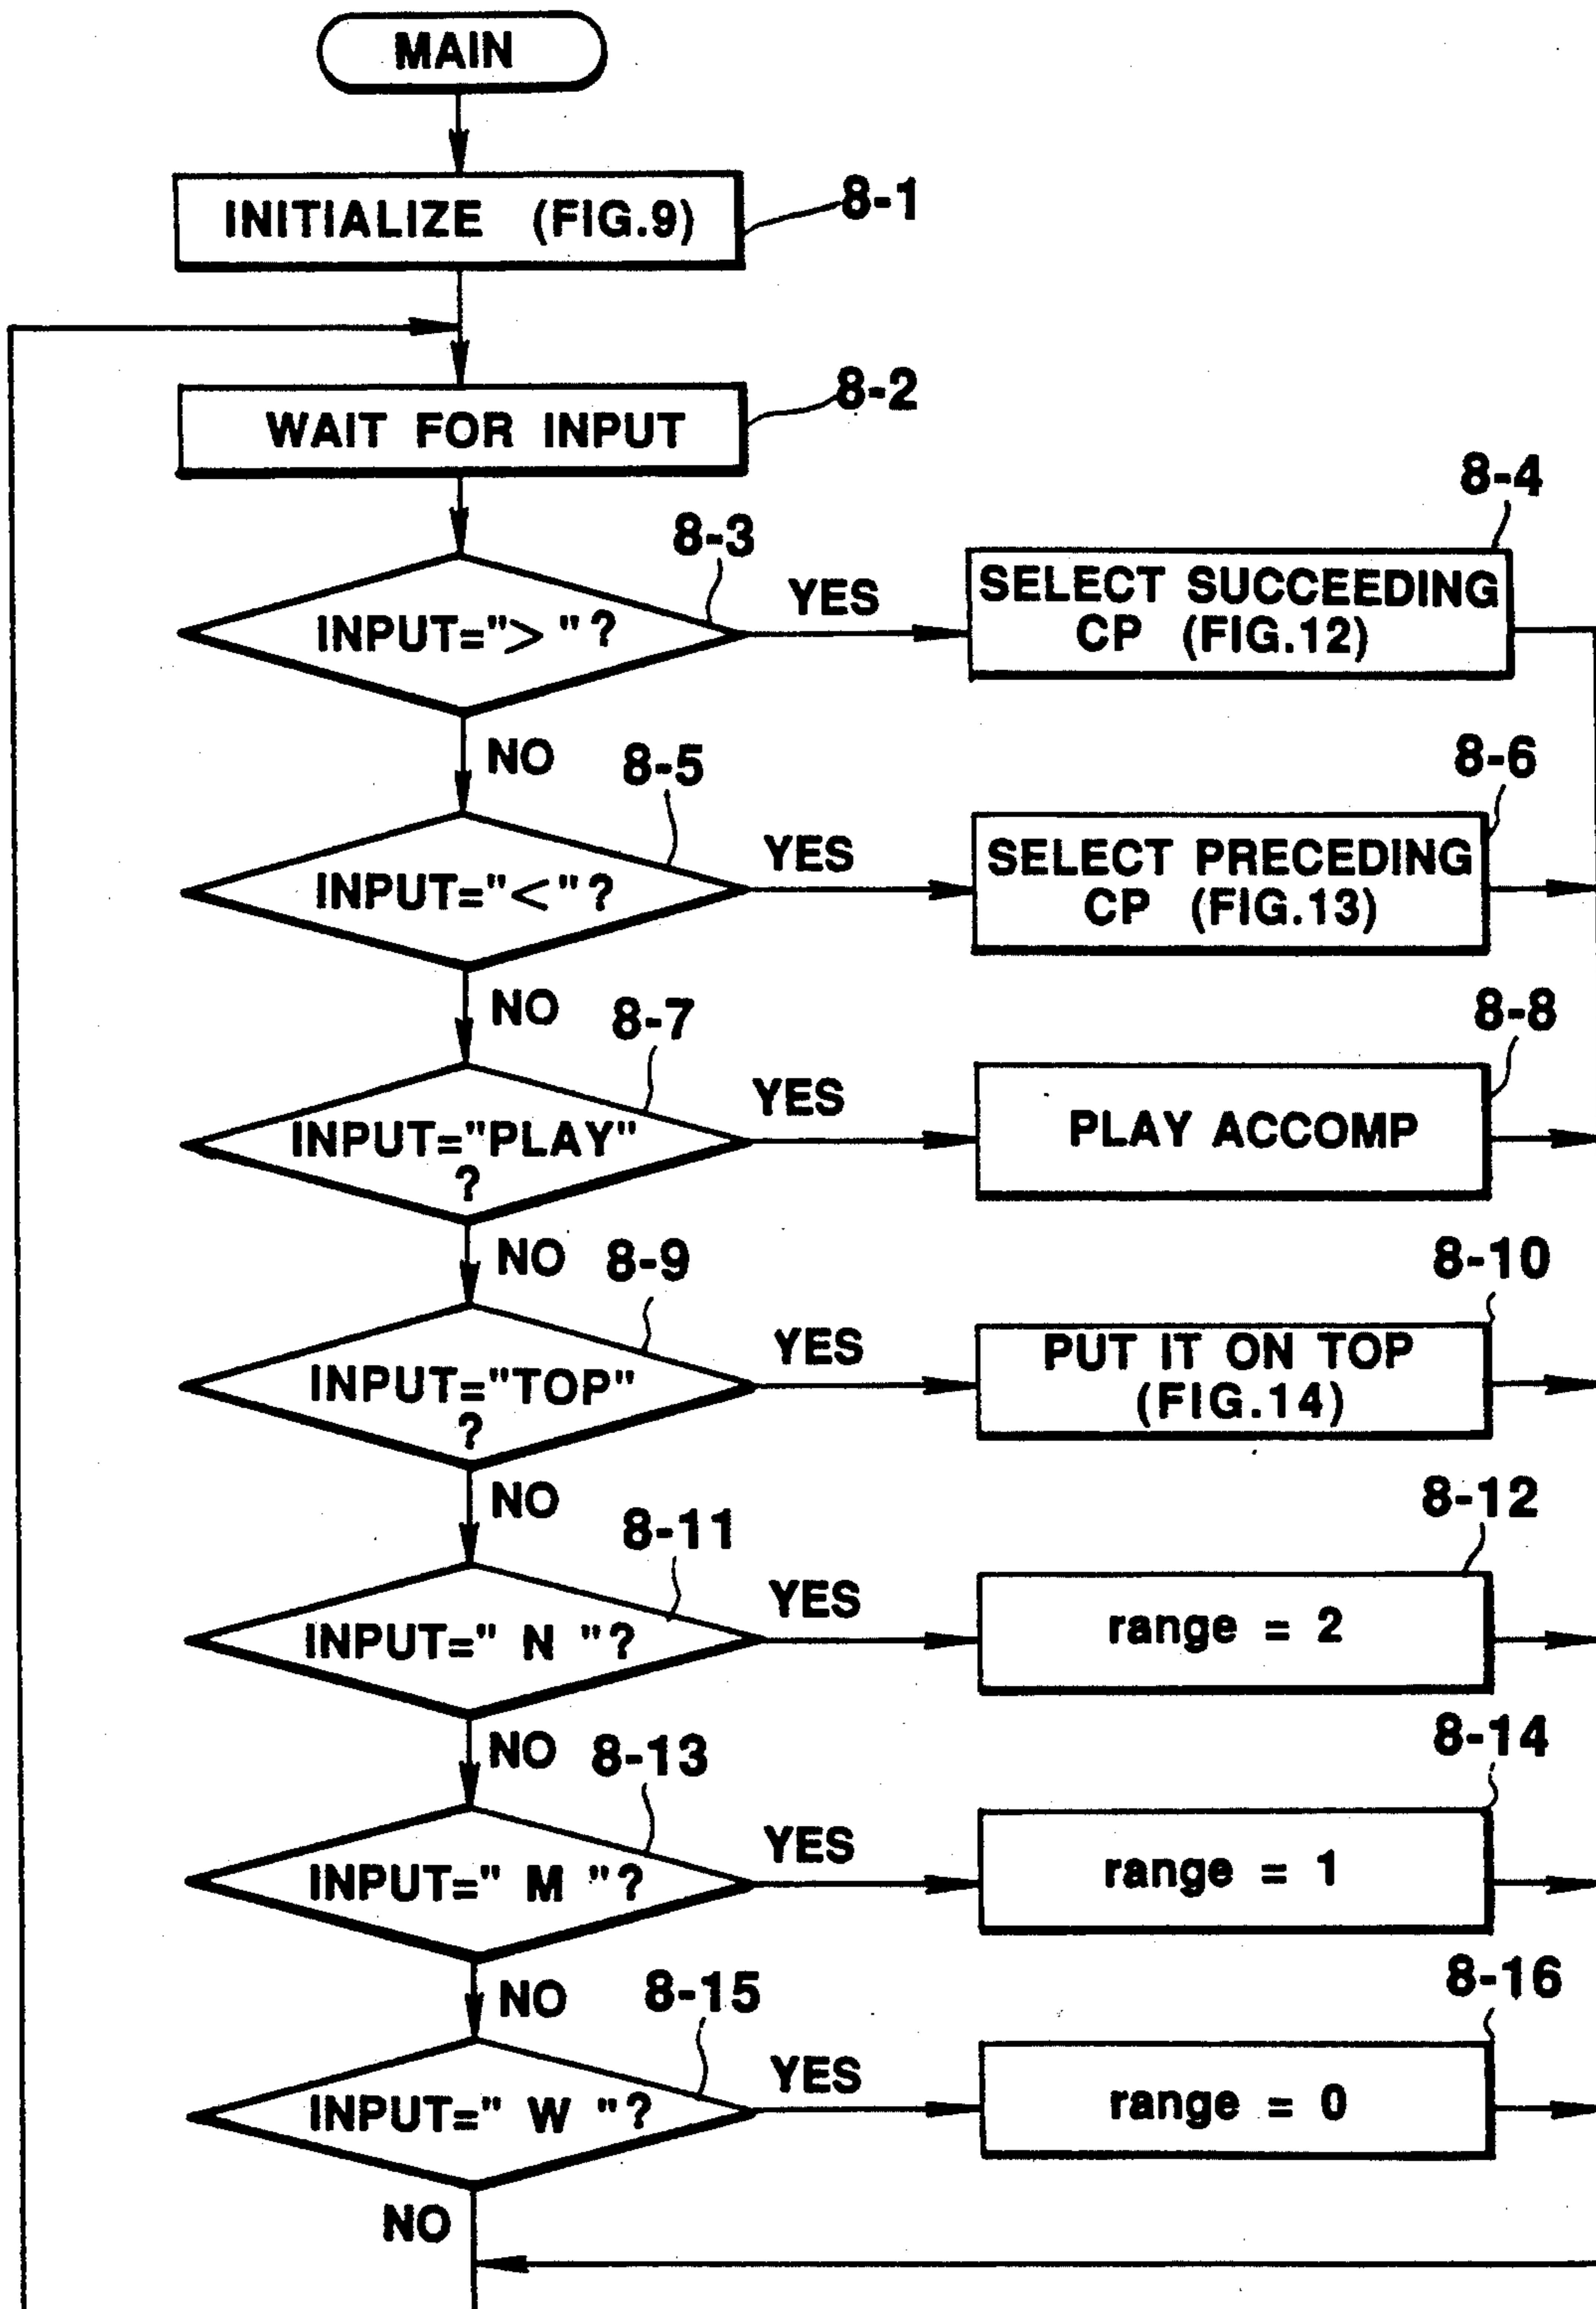 MAIN
INITIALIZE (FIG.9)
8-1
WAIT FOR INPUT
8-2
8-3
INPUT="> "?
YES
8-4
SELECT SUCCEEDING
CP (FIG.12)
NO
8-5
INPUT="<"?
YES
8-6
SELECT PRECEDING
CP (FIG.13)
NO
8-7
INPUT="PLAY"
?
YES
8-8
PLAY ACCOMP
NO
8-9
INPUT="TOP"
?
YES
8-10
PUT IT ON TOP
(FIG.14)
NO
8-11
INPUT=" N "?
YES
8-12
range = 2
NO
8-13
INPUT=" M "?
YES
8-14
range = 1
NO
8-15
INPUT=" W "?
YES
8-16
range = 0
NO